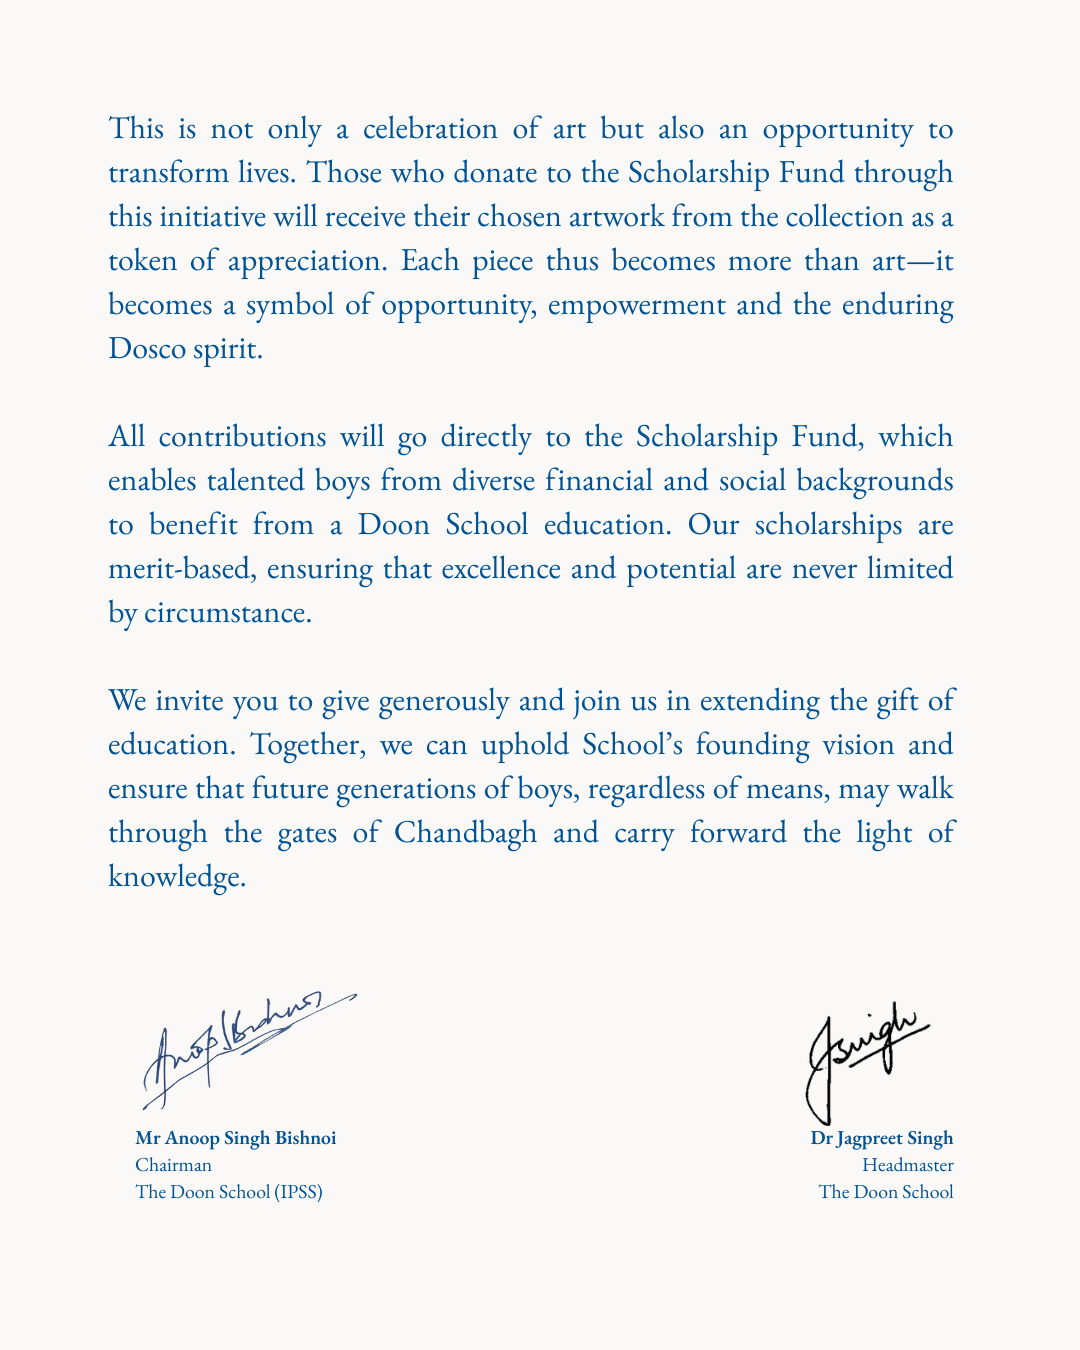 This is not only a celebration of art but also an opportunity to
transform lives. Those who donate to the Scholarship Fund through
this initiative will receive their chosen artwork from the collection as a
token of appreciation. Each piece thus becomes more than art—it
becomes a symbol of opportunity, empowerment and the enduring
Dosco spirit.
All contributions will go directly to the Scholarship Fund, which
enables talented boys from diverse financial and social backgrounds
to benefit from a Doon School education. Our scholarships are
merit-based, ensuring that excellence and potential are never limited
by circumstance.
We invite you to give generously and join us in extending the gift of
education. Together, we can uphold School’s founding vision and
ensure that future generations of boys, regardless of means, may walk
through the gates of Chandbagh and carry forward the light of
knowledge.
Mr Anoop Singh Bishnoi
Chairman
The Doon School (IPSS)
Dr Jagpreet Singh
Headmaster
The Doon School